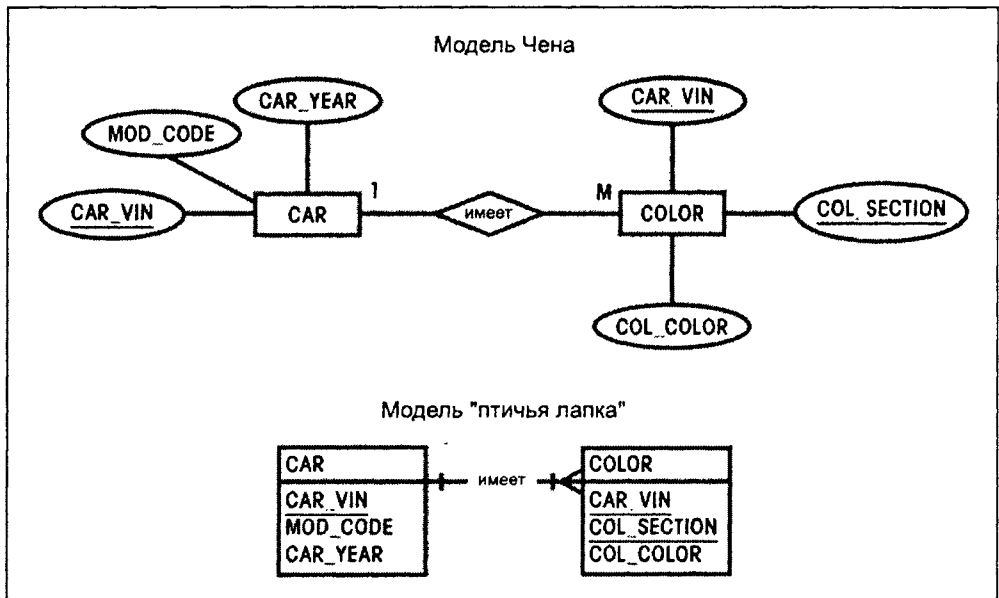 Модель Чена
CAR_YEAR
CAR_VIN
MOD_CODE
CAR_VIN
CAR
1
имеет
M
COLOR
COL_SECTION
COL_COLOR
Модель "птичья лапка"
CAR
имеет
COLOR
CAR_VIN
MOD_CODE
CAR_YEAR
CAR_VIN
COL_SECTION
COL_COLOR